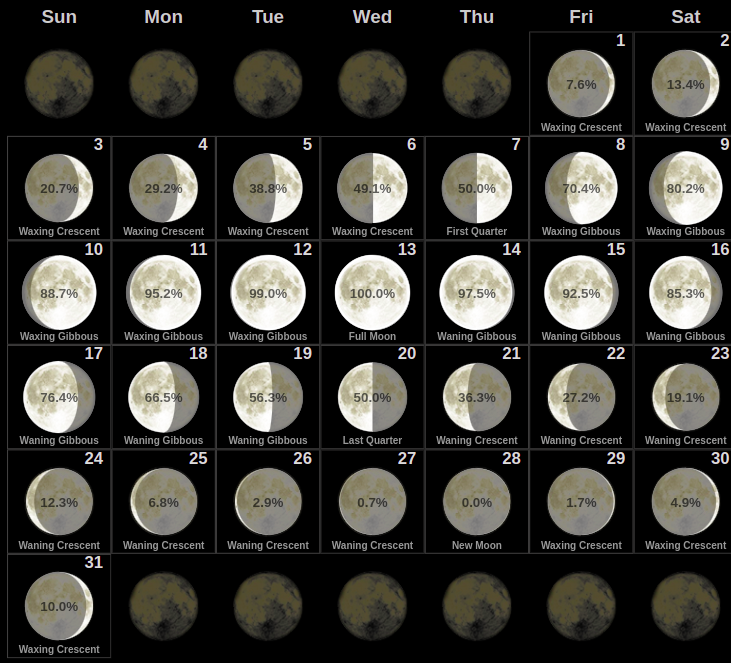 Sun Mon Tue Wed Thu Fri Sat
1 2
7.6% 13.4%
Waxing Crescent Waxing Crescent
3 4 5 6 7 8 9
20.7% 29.2% 38.8% 49.1% 50.0% 70.4% 80.2%
Waxing Crescent Waxing Crescent Waxing Crescent Waxing Crescent First Quarter Waxing Gibbous Waxing Gibbous
10 11 12 13 14 15 16
88.7% 95.2% 99.0% 100.0% 97.5% 92.5% 85.3%
Waxing Gibbous Waxing Gibbous Waxing Gibbous Full Moon Waning Gibbous Waning Gibbous Waning Gibbous
17 18 19 20 21 22 23
76.4% 66.5% 56.3% 50.0% 36.3% 27.2% 19.1%
Waning Gibbous Waning Gibbous Waning Gibbous Last Quarter Waning Crescent Waning Crescent Waning Crescent
24 25 26 27 28 29 30
12.3% 6.8% 2.9% 0.7% 0.0% 1.7% 4.9%
Waning Crescent Waning Crescent Waning Crescent Waning Crescent New Moon Waxing Crescent Waxing Crescent
31
10.0%
Waxing Crescent